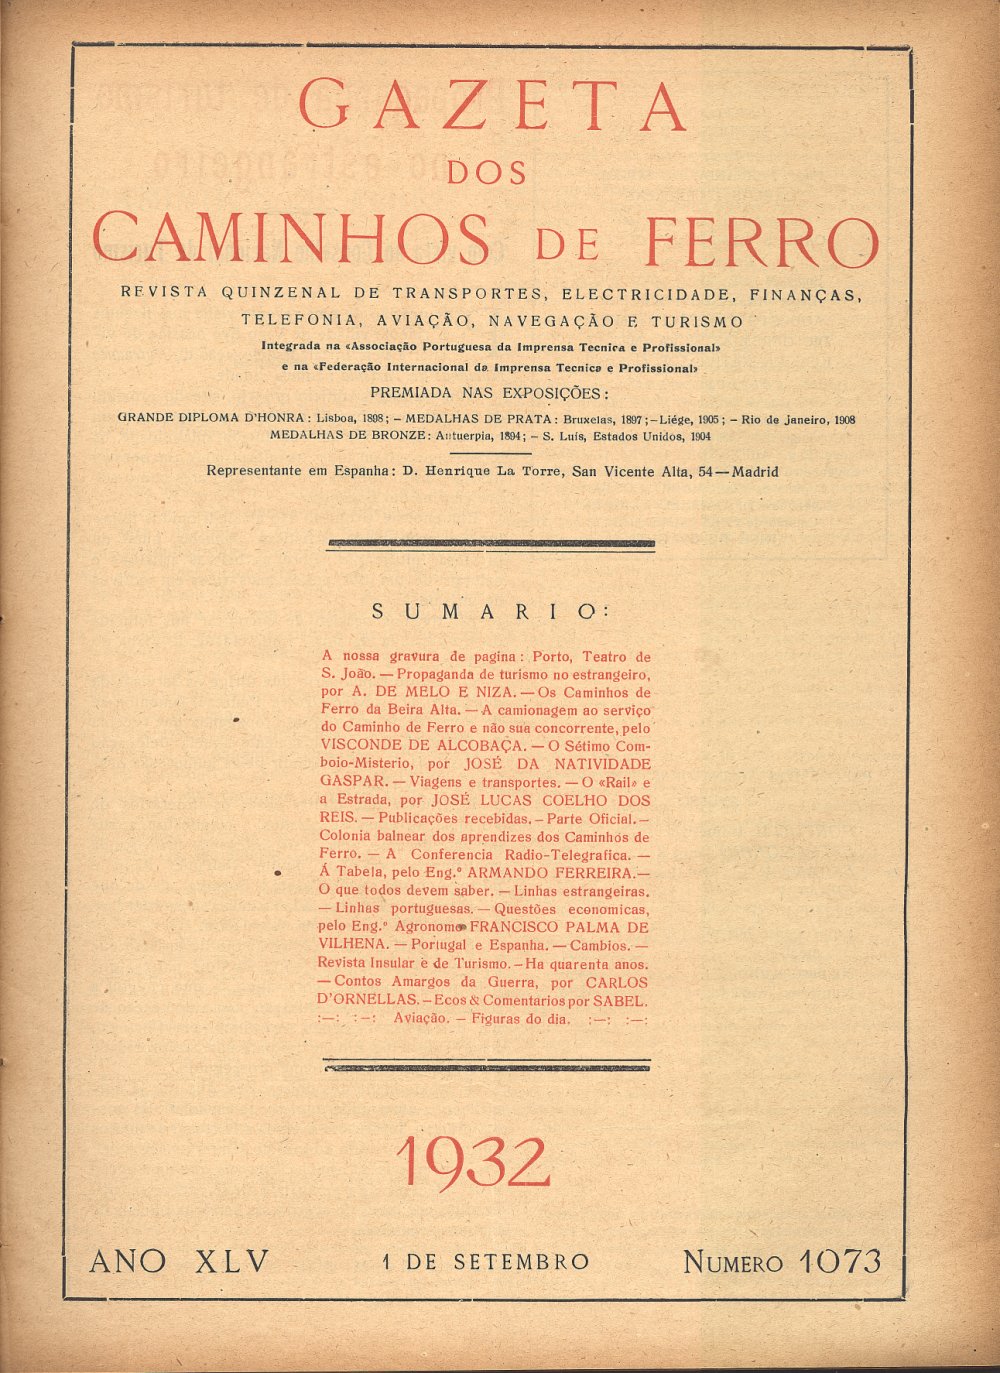 GAZETA
DOS
CAMINHOS DE FERRO
REVISTA QUINZENAL DE TRANSPORTES, ELECTRICIDADE, FINANÇAS,
TELEFONIA, AVIAÇÃO, NAVEGAÇÃO E TURISMO
Integrada na «Associação Portuguesa da Imprensa Tecnica e Profissional»
e na «Federação Internacional da Imprensa Tecnica e Profissional»
PREMIADA NAS EXPOSIÇÕES:
GRANDE DIPLOMA D'HONRA: Lisboa, 1898; — MEDALHAS DE PRATA: Bruxelas, 1897; — Liége, 1905; — Rio de Janeiro, 1908
MEDALHAS DE BRONZE: Antuerpia, 1894; — S. Luís, Estados Unidos, 1904
Representante em Espanha: D. Henrique La Torre, San Vicente Alta, 54 — Madrid
SUMARIO:
A nossa gravura de pagina: Porto, Teatro de
S. João. — Propaganda de turismo no estrangeiro,
por A. DE MELO E NIZA. — Os Caminhos de
Ferro da Beira Alta. — A camionagem ao serviço
do Caminho de Ferro e não sua concorrente, pelo
VISCONDE DE ALCOBAÇA. — O Sétimo Com-
boio-Misterio, por JOSÉ DA NATIVIDADE
GASPAR. — Viagens e transportes. — O «Rail» e
a Estrada, por JOSÉ LUCAS COELHO DOS
REIS. — Publicações recebidas. — Parte Oficial. —
Colonia balnear dos aprendizes dos Caminhos de
Ferro. — A Conferencia Radio-Telegrafica. —
Á Tabela, pelo Eng.º ARMANDO FERREIRA. —
O que todos devem saber. — Linhas estrangeiras.
— Linhas portuguesas. — Questões economicas,
pelo Eng.º Agronomo FRANCISCO PALMA DE
VILHENA. — Portugal e Espanha. — Cambios. —
Revista Insular e de Turismo. — Ha quarenta anos.
— Contos Amargos da Guerra, por CARLOS
D'ORNELLAS. — Ecos & Comentarios por SABEL.
:—: :—: Aviação. — Figuras do dia. :—: :—:
1932
ANO XLV 1 DE SETEMBRO NUMERO 1073